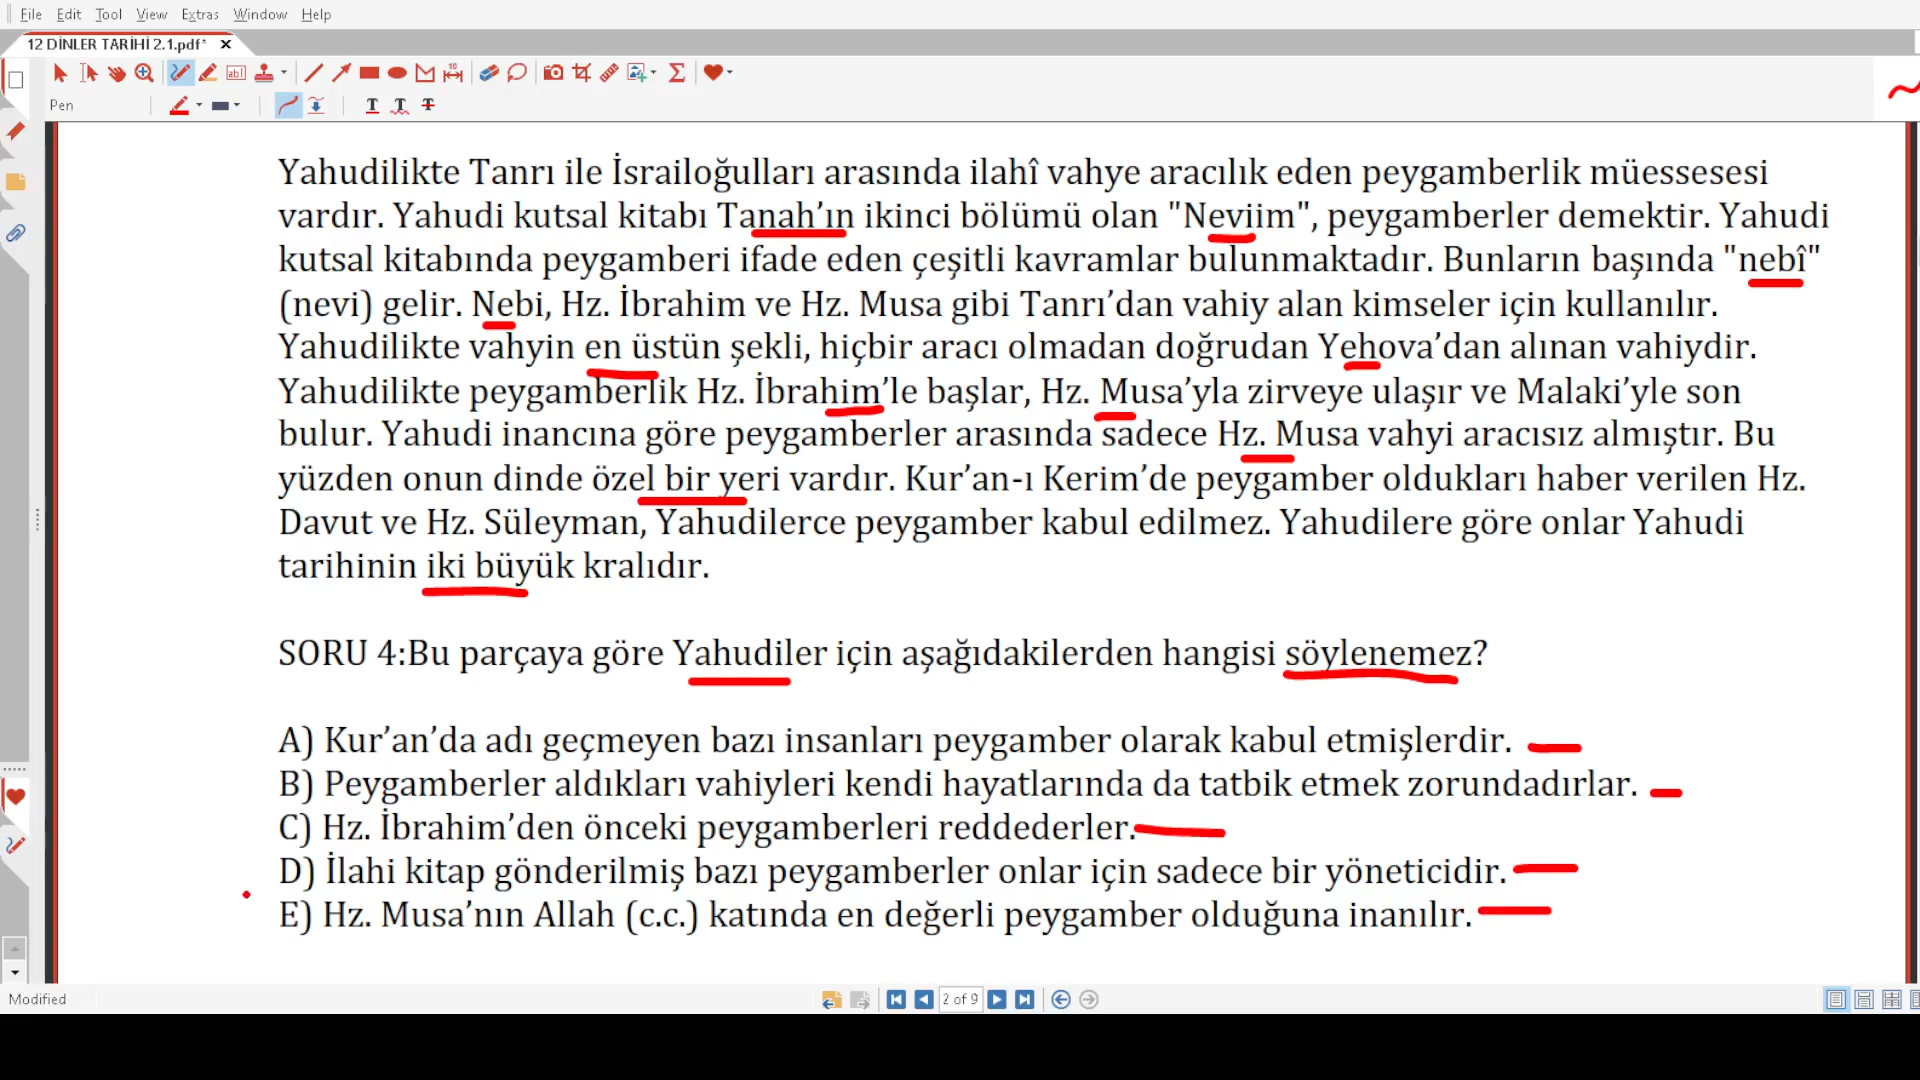 File Edit Tool View Extras Window Help
12 DİNLER TARİHİ 2.1.pdf*
Pen
Yahudilikte Tanrı ile İsrailoğulları arasında ilahî vahye aracılık eden peygamberlik müessesesi
vardır. Yahudi kutsal kitabı Tanah’ın ikinci bölümü olan "Neviim", peygamberler demektir. Yahudi
kutsal kitabında peygamberi ifade eden çeşitli kavramlar bulunmaktadır. Bunların başında "nebî"
(nevi) gelir. Nebi, Hz. İbrahim ve Hz. Musa gibi Tanrı’dan vahiy alan kimseler için kullanılır.
Yahudilikte vahyin en üstün şekli, hiçbir aracı olmadan doğrudan Yehova’dan alınan vahiydir.
Yahudilikte peygamberlik Hz. İbrahim’le başlar, Hz. Musa’yla zirveye ulaşır ve Malaki’yle son
bulur. Yahudi inancına göre peygamberler arasında sadece Hz. Musa vahyi aracısız almıştır. Bu
yüzden onun dinde özel bir yeri vardır. Kur’an-ı Kerim’de peygamber oldukları haber verilen Hz.
Davut ve Hz. Süleyman, Yahudilerce peygamber kabul edilmez. Yahudilere göre onlar Yahudi
tarihinin iki büyük kralıdır.
SORU 4:Bu parçaya göre Yahudiler için aşağıdakilerden hangisi söylenemez?
A) Kur’an’da adı geçmeyen bazı insanları peygamber olarak kabul etmişlerdir.
B) Peygamberler aldıkları vahiyleri kendi hayatlarında da tatbik etmek zorundadırlar.
C) Hz. İbrahim’den önceki peygamberleri reddederler.
D) İlahi kitap gönderilmiş bazı peygamberler onlar için sadece bir yöneticidir.
E) Hz. Musa’nın Allah (c.c.) katında en değerli peygamber olduğuna inanılır.
Modified 2 of 9